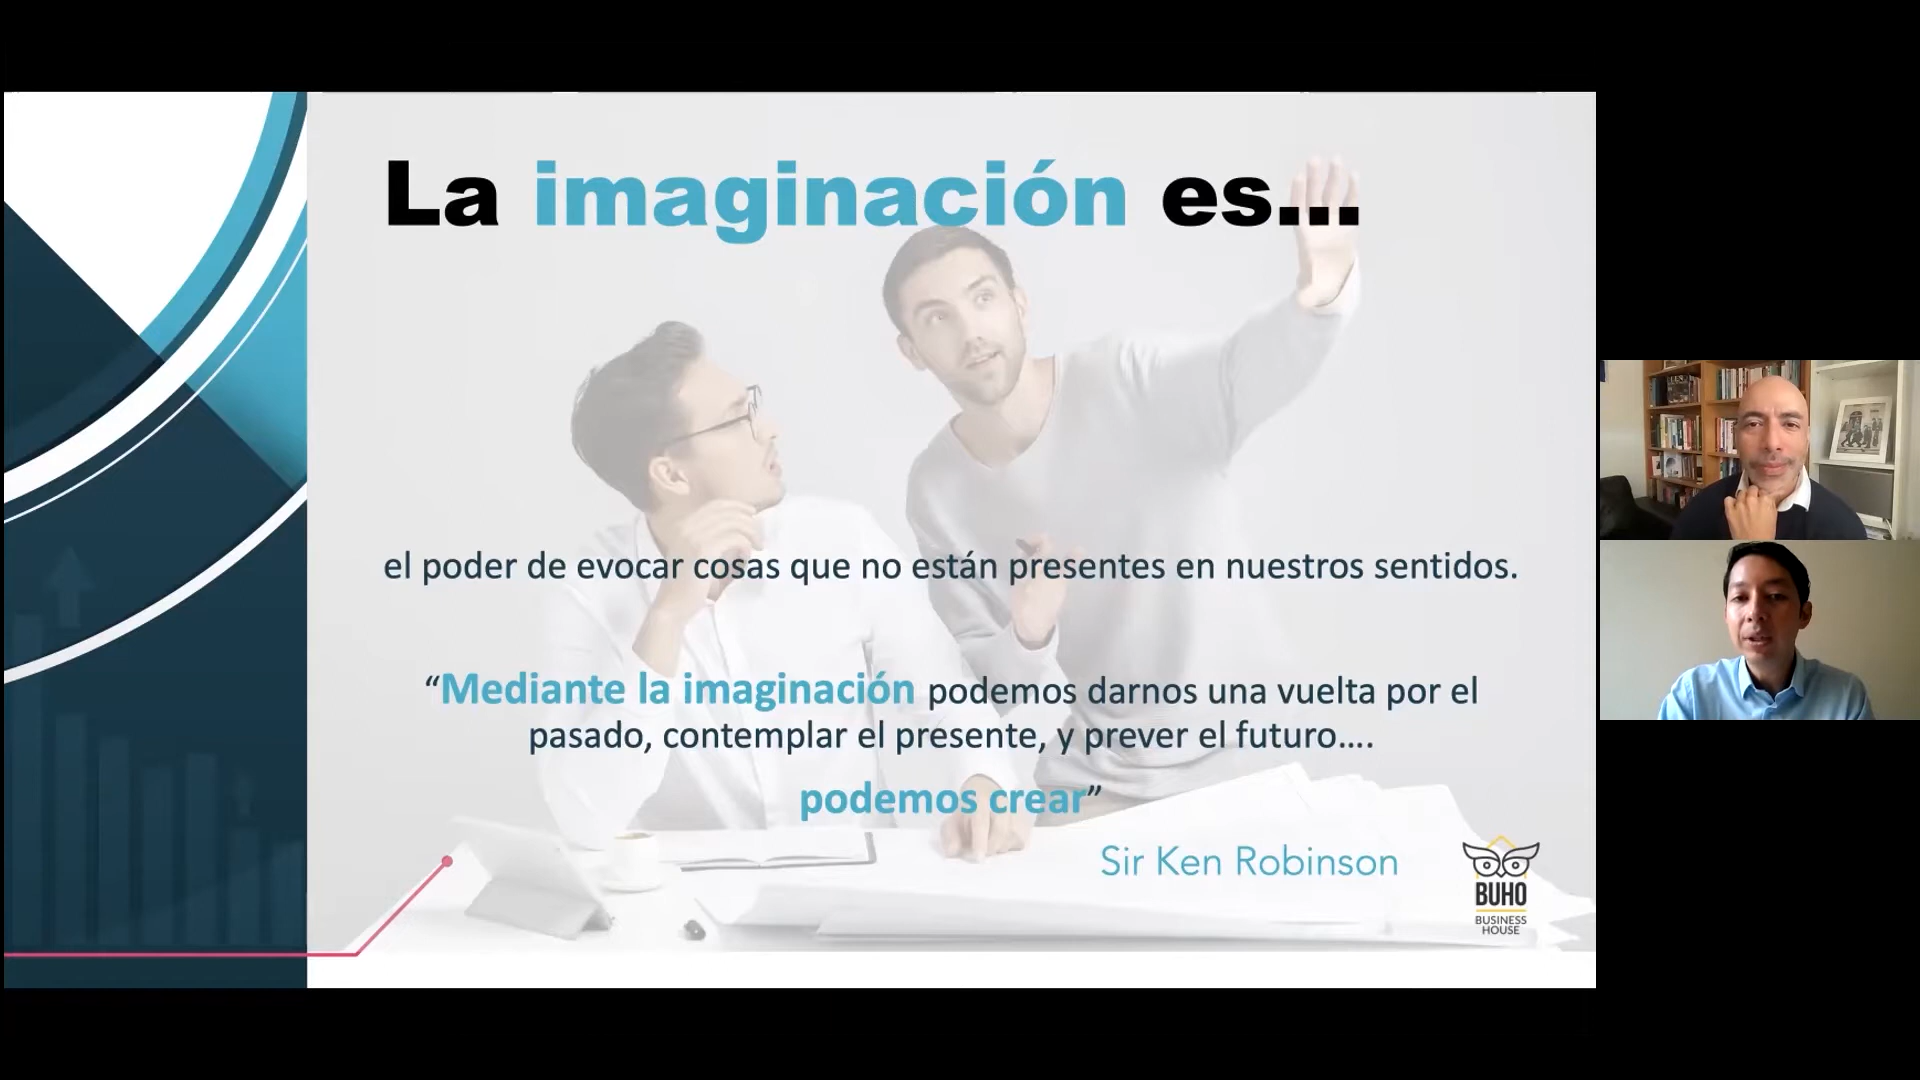 La imaginación es...
el poder de evocar cosas que no están presentes en nuestros sentidos.
“Mediante la imaginación podemos darnos una vuelta por el
pasado, contemplar el presente, y prever el futuro….
podemos crear”
Sir Ken Robinson
BUHO
BUSINESS
HOUSE